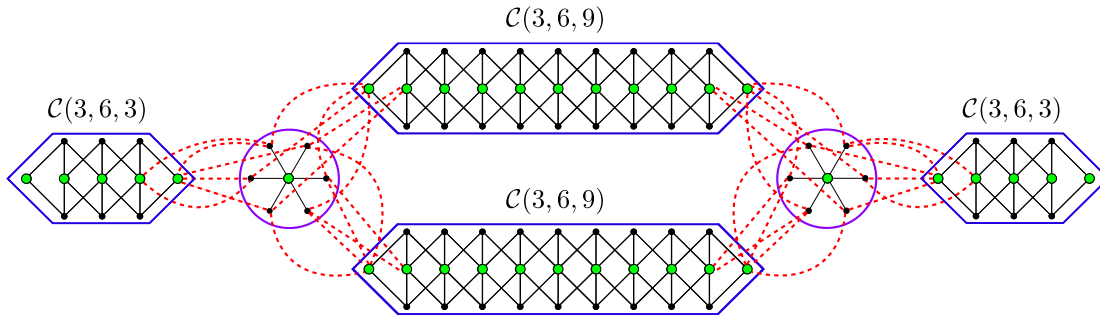 C(3, 6, 9)
C(3, 6, 3)
C(3, 6, 3)
C(3, 6, 9)